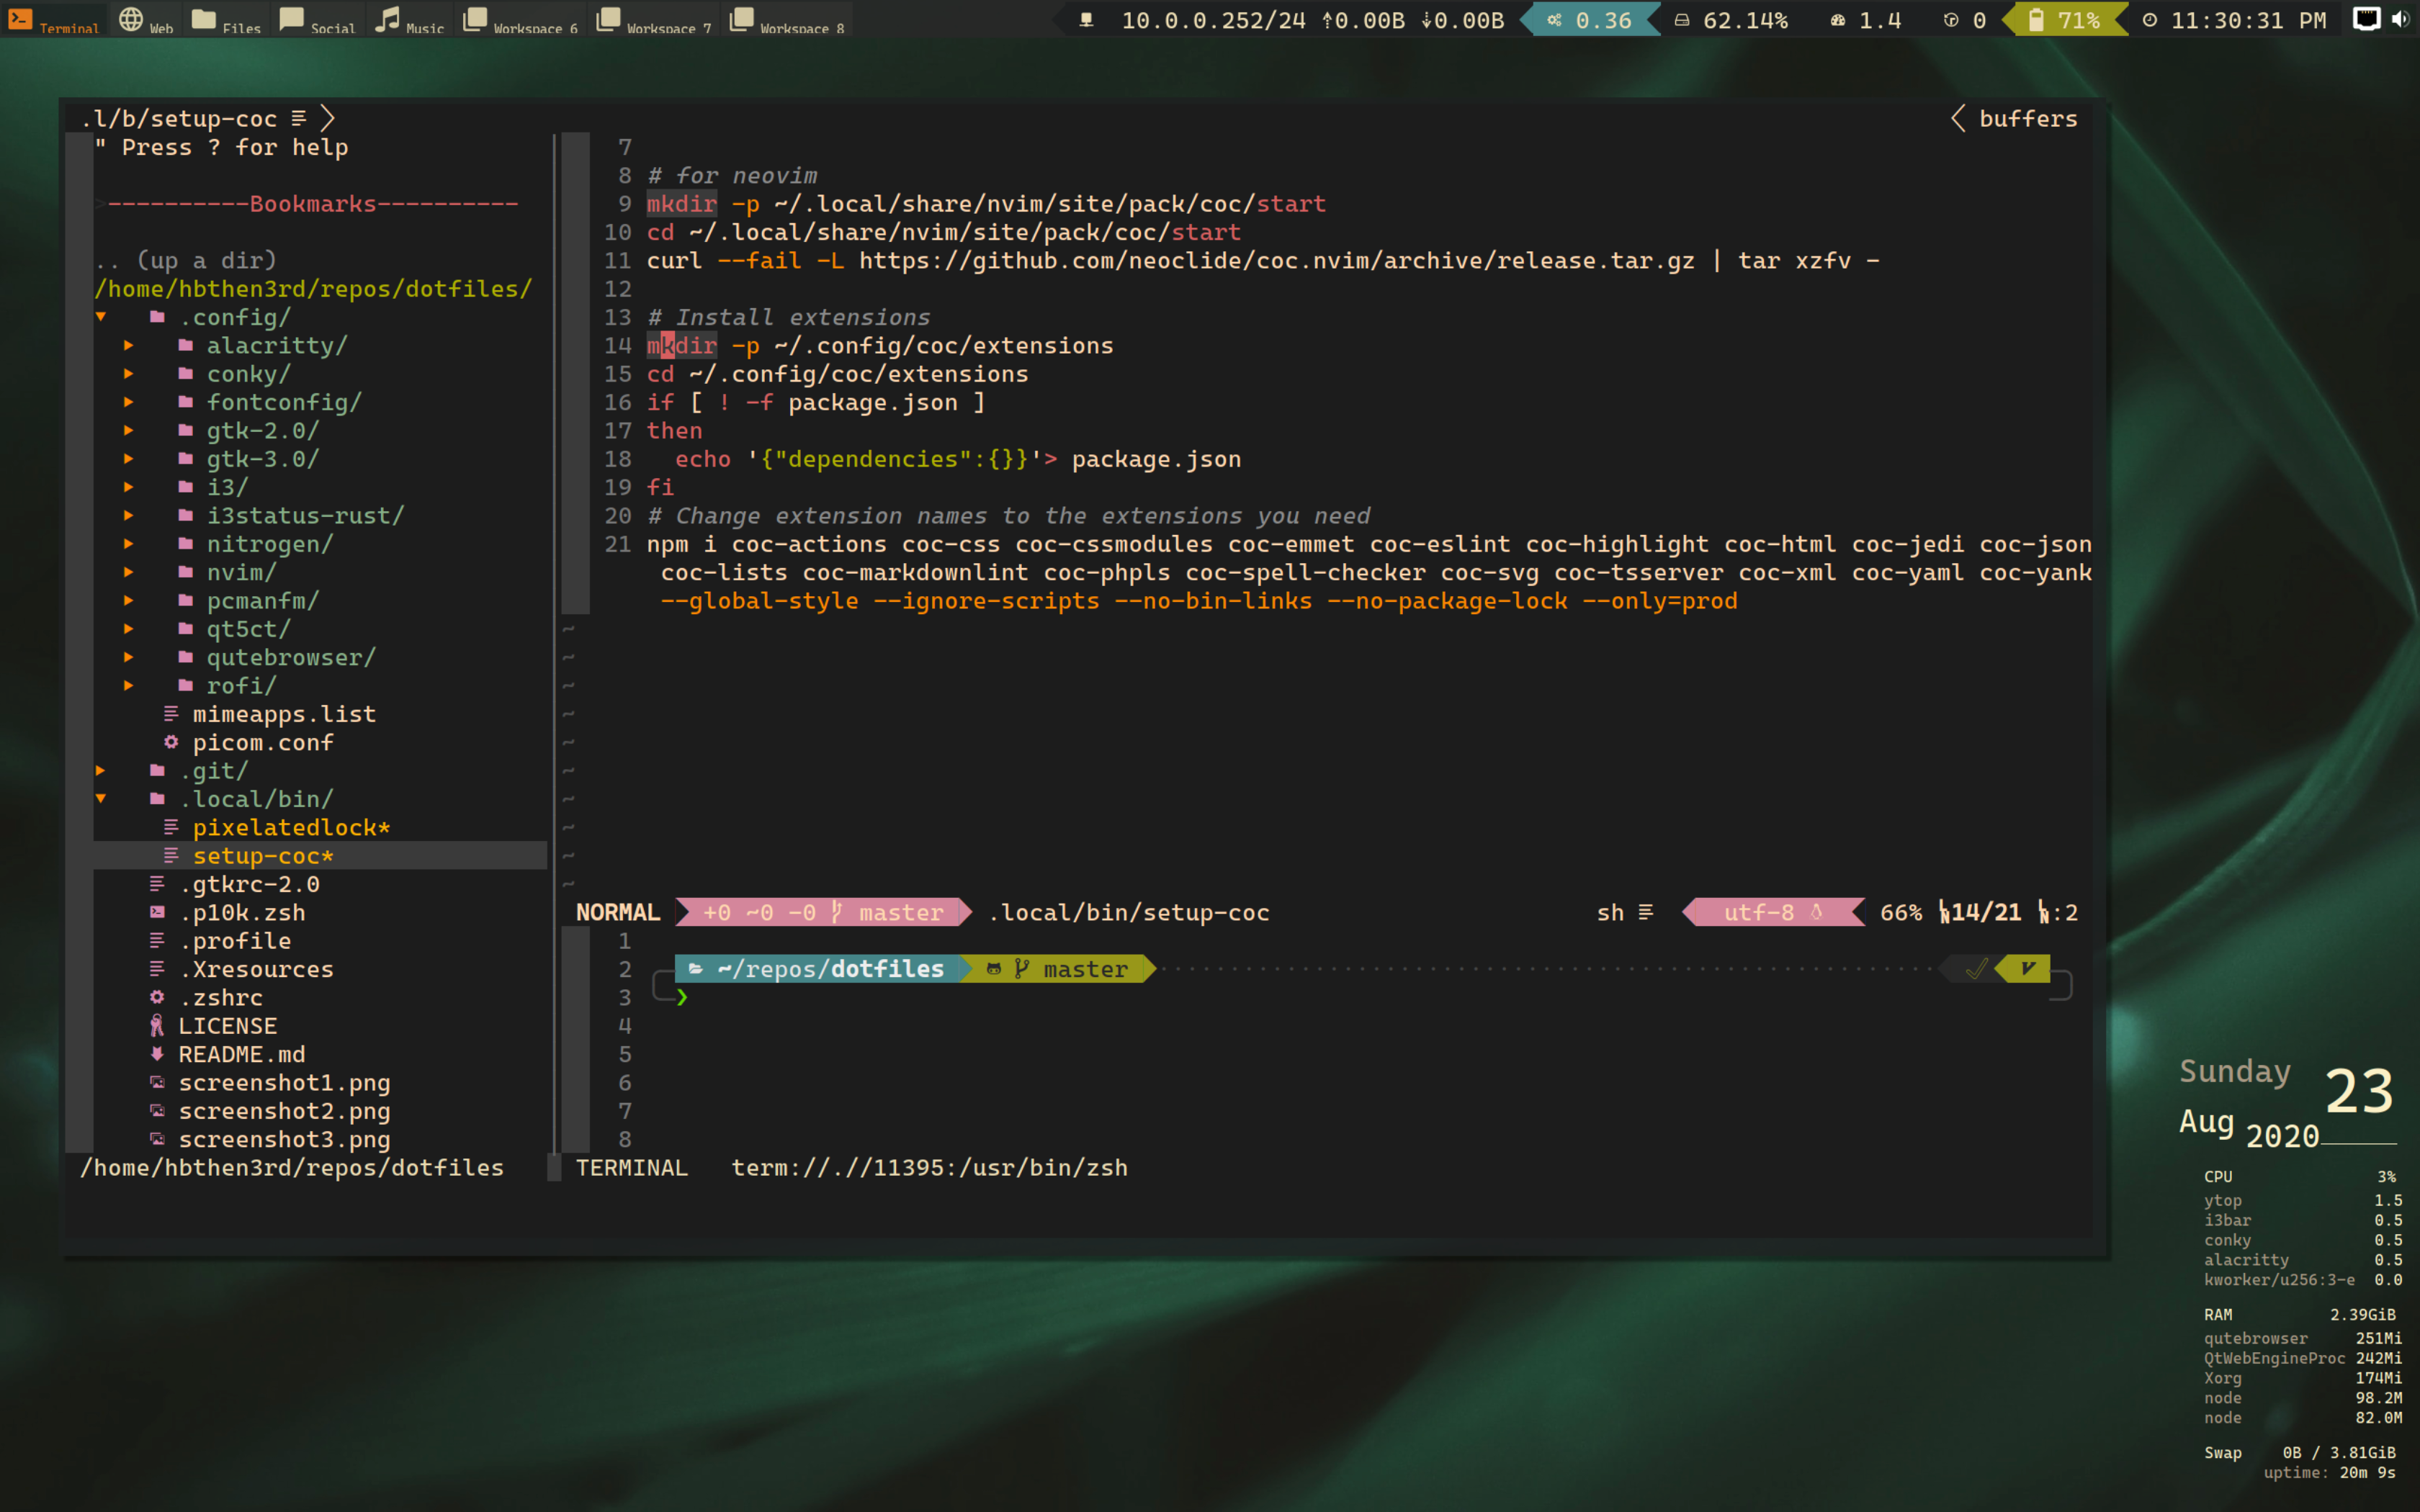 Terminal Web Files Social Music Workspace 6 Workspace 7 Workspace 8
10.0.0.252/24 ⇡0.00B ⇣0.00B 0.36 62.14% 1.4 0 71% 11:30:31 PM
.l/b/setup-coc
buffers
" Press ? for help
>----------Bookmarks----------
.. (up a dir)
/home/hbthen3rd/repos/dotfiles/
▼ .config/
▶ alacritty/
▶ conky/
▶ fontconfig/
▶ gtk-2.0/
▶ gtk-3.0/
▶ i3/
▶ i3status-rust/
▶ nitrogen/
▶ nvim/
▶ pcmanfm/
▶ qt5ct/
▶ qutebrowser/
▶ rofi/
mimeapps.list
picom.conf
▶ .git/
▼ .local/bin/
pixelatedlock*
setup-coc*
.gtkrc-2.0
.p10k.zsh
.profile
.Xresources
.zshrc
LICENSE
README.md
screenshot1.png
screenshot2.png
screenshot3.png
/home/hbthen3rd/repos/dotfiles
7
8 # for neovim
9 mkdir -p ~/.local/share/nvim/site/pack/coc/start
10 cd ~/.local/share/nvim/site/pack/coc/start
11 curl --fail -L https://github.com/neoclide/coc.nvim/archive/release.tar.gz | tar xzfv -
12
13 # Install extensions
14 mkdir -p ~/.config/coc/extensions
15 cd ~/.config/coc/extensions
16 if [ ! -f package.json ]
17 then
18   echo '{"dependencies":{}}'> package.json
19 fi
20 # Change extension names to the extensions you need
21 npm i coc-actions coc-css coc-cssmodules coc-emmet coc-eslint coc-highlight coc-html coc-jedi coc-json
coc-lists coc-markdownlint coc-phpls coc-spell-checker coc-svg coc-tsserver coc-xml coc-yaml coc-yank
--global-style --ignore-scripts --no-bin-links --no-package-lock --only=prod
~
~
~
~
~
~
~
~
~
~
NORMAL +0 ~0 -0 master .local/bin/setup-coc sh utf-8 66% 14/21 :2
1
2 ~/repos/dotfiles master
3 ❯
4
5
6
7
8
TERMINAL term://.//11395:/usr/bin/zsh
Sunday 23
Aug 2020
CPU 3%
ytop 1.5
i3bar 0.5
conky 0.5
alacritty 0.5
kworker/u256:3-e 0.0
RAM 2.39GiB
qutebrowser 251Mi
QtWebEngineProc 242Mi
Xorg 174Mi
node 98.2M
node 82.0M
Swap 0B / 3.81GiB
uptime: 20m 9s